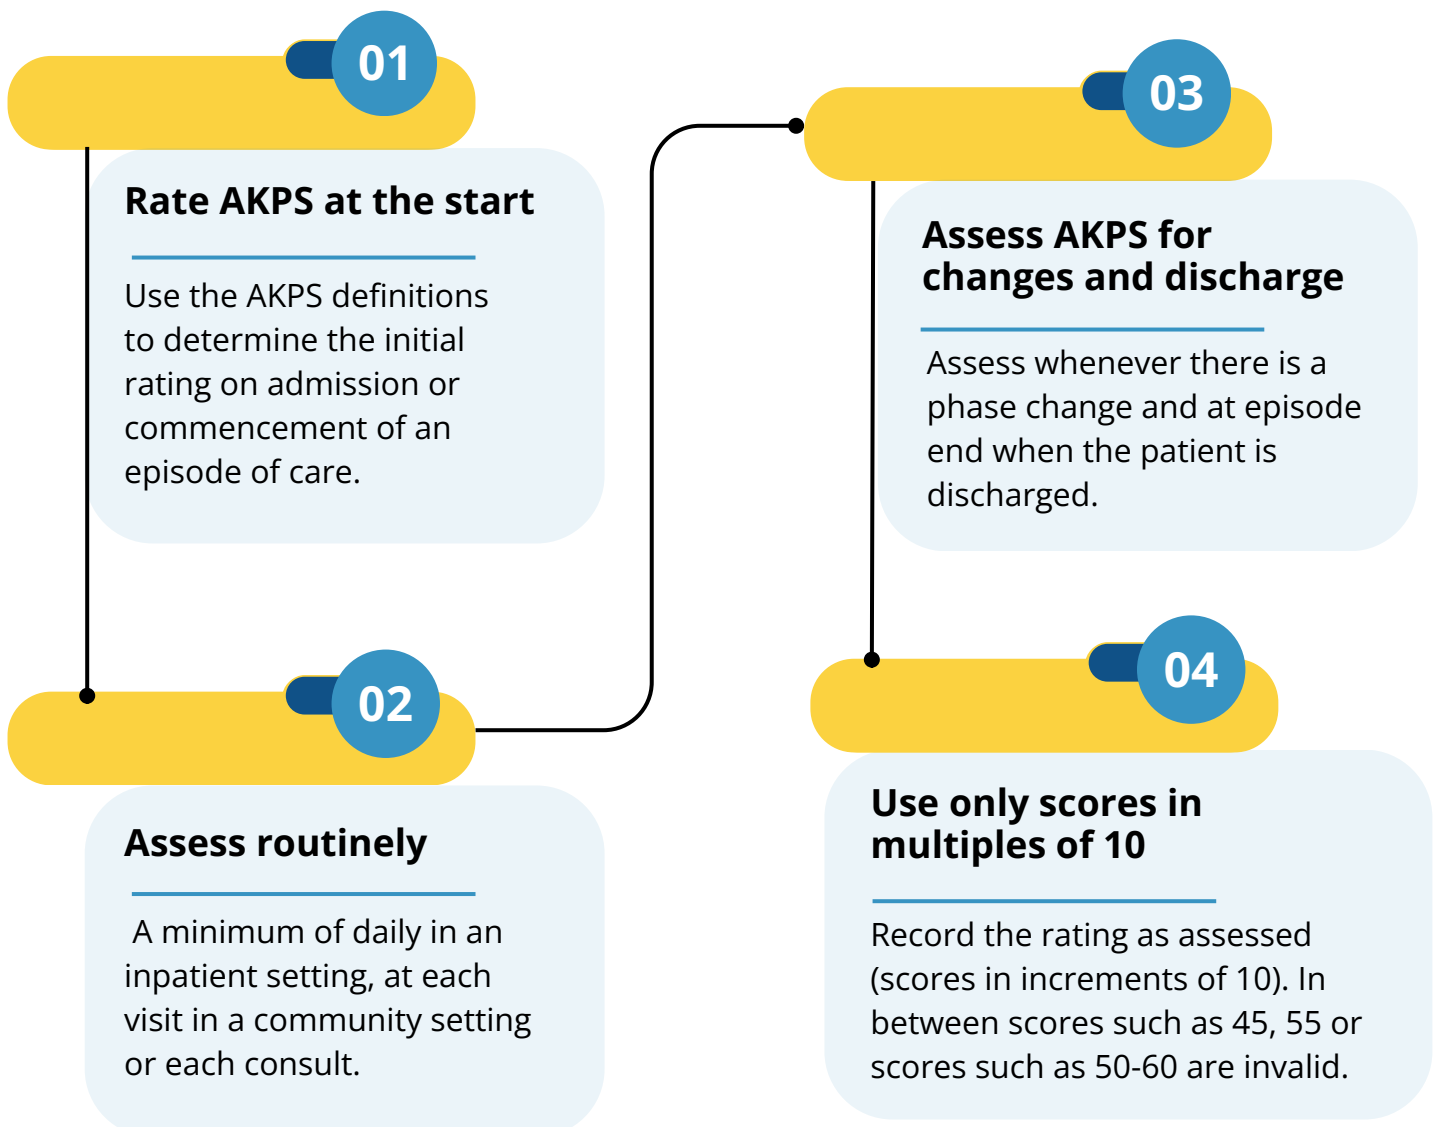 01
Rate AKPS at the start
Use the AKPS definitions
to determine the initial
rating on admission or
commencement of an
episode of care.
02
Assess routinely
A minimum of daily in an
inpatient setting, at each
visit in a community setting
or each consult.
03
Assess AKPS for
changes and discharge
Assess whenever there is a
phase change and at episode
end when the patient is
discharged.
04
Use only scores in
multiples of 10
Record the rating as assessed
(scores in increments of 10). In
between scores such as 45, 55 or
scores such as 50-60 are invalid.